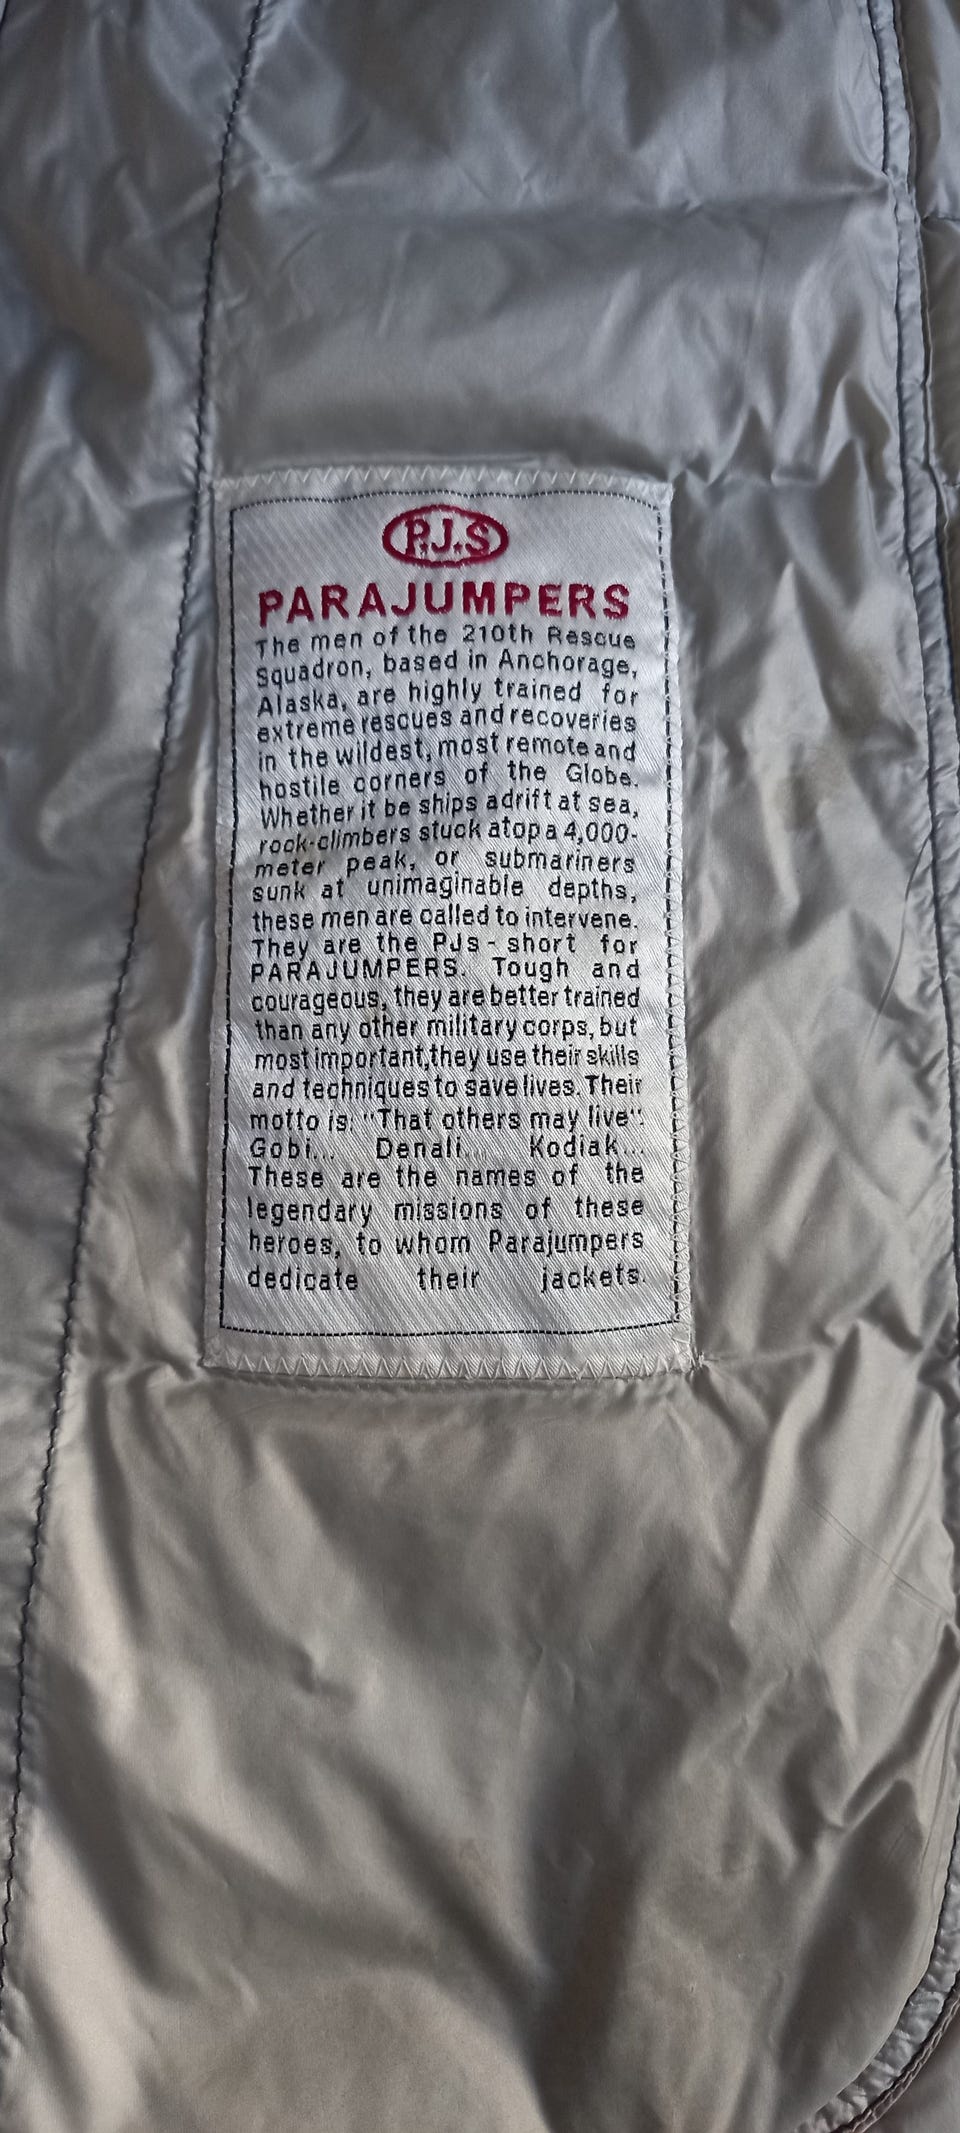 P.J.S
PARAJUMPERS
The men of the 210th Rescue
Squadron, based in Anchorage,
Alaska, are highly trained for
extreme rescues and recoveries
in the wildest, most remote and
hostile corners of the Globe.
Whether it be ships adrift at sea,
rock-climbers stuck atop a 4,000-
meter peak, or submariners
sunk at unimaginable depths,
these men are called to intervene.
They are the PJs - short for
PARAJUMPERS. Tough and
courageous, they are better trained
than any other military corps, but
most important, they use their skills
and techniques to save lives. Their
motto is: "That others may live":
Gobi... Denali... Kodiak...
These are the names of the
legendary missions of these
heroes, to whom Parajumpers
dedicate their jackets.